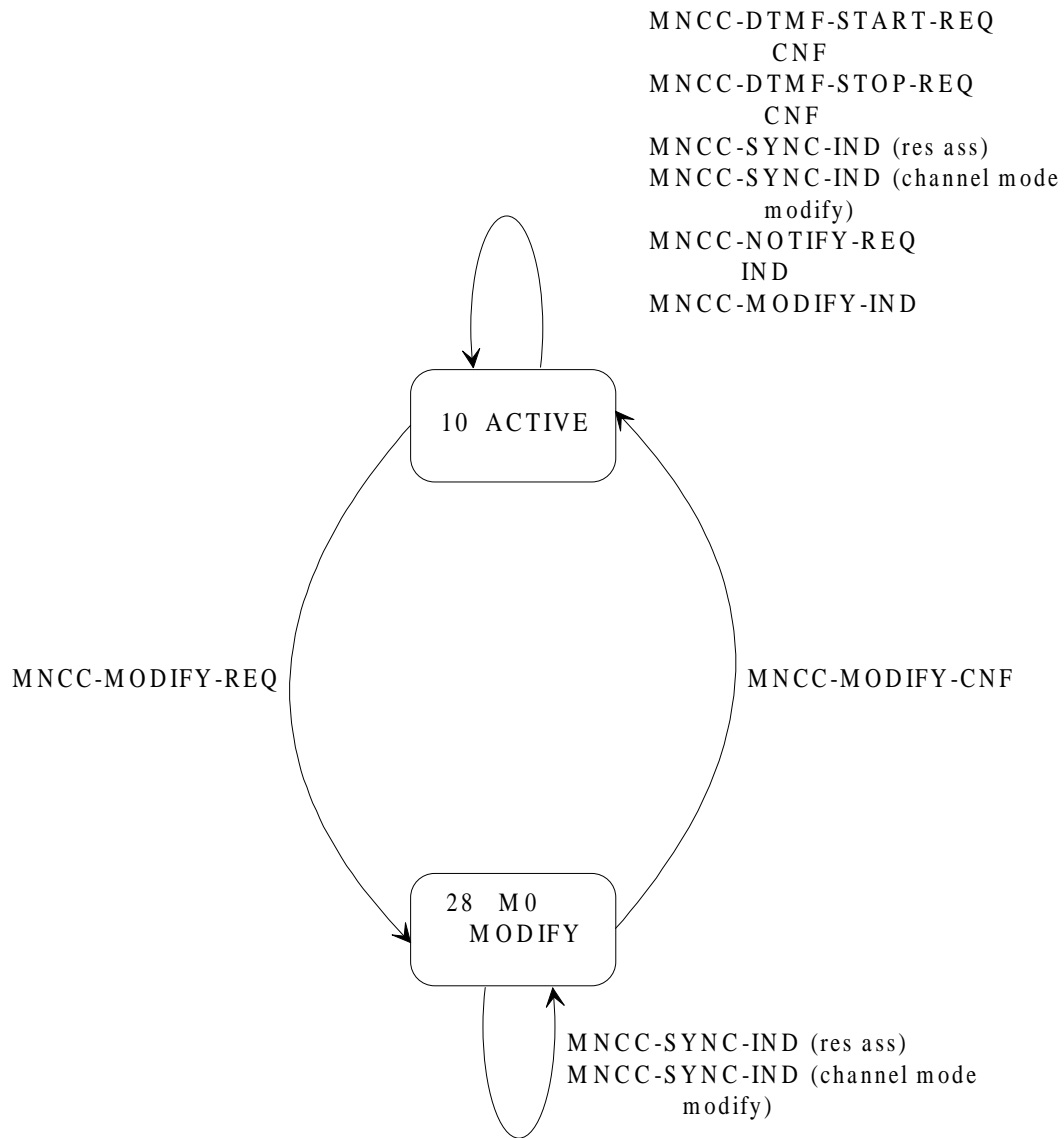 MNCC-DTMF-START-REQ
CNF
MNCC-DTMF-STOP-REQ
CNF
MNCC-SYNC-IND (res ass)
MNCC-SYNC-IND (channel mode
modify)
MNCC-NOTIFY-REQ
IND
MNCC-MODIFY-IND
10 ACTIVE
MNCC-MODIFY-REQ
MNCC-MODIFY-CNF
28 M0
MODIFY
MNCC-SYNC-IND (res ass)
MNCC-SYNC-IND (channel mode
modify)